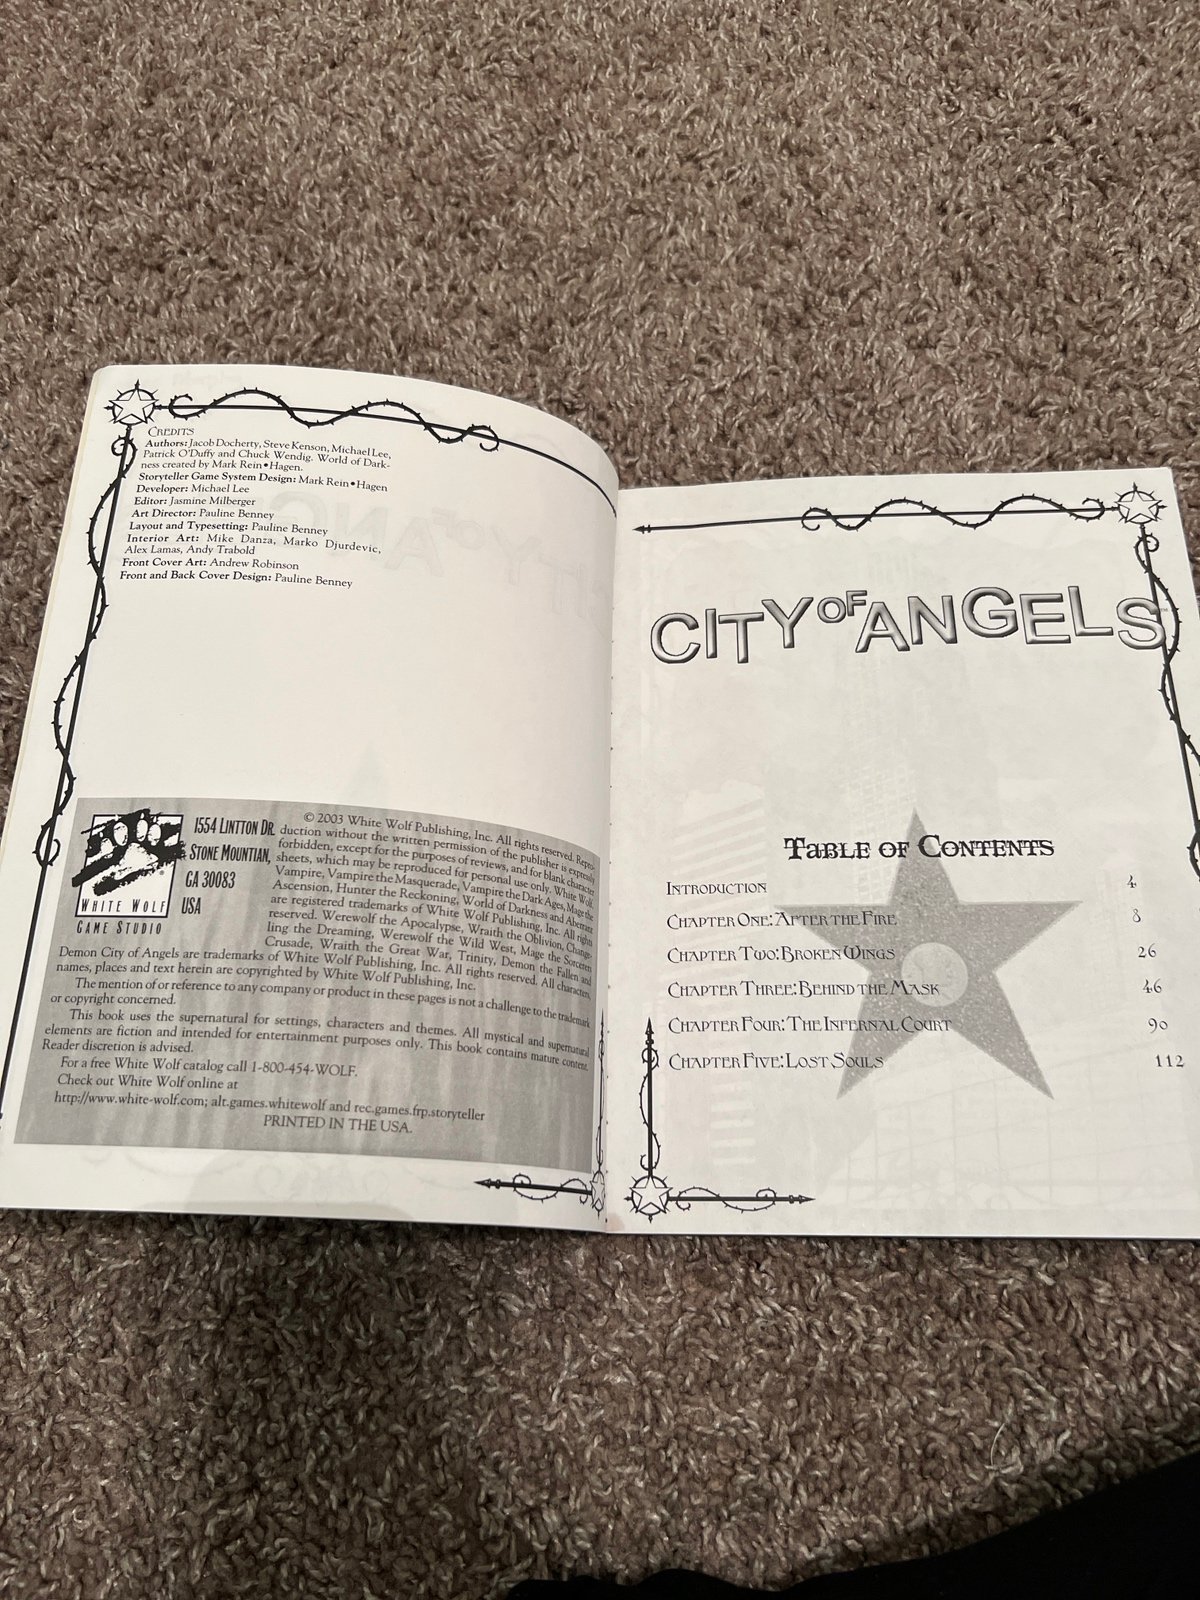 CREDITS
Authors: Jacob Docherty, Steve Kenson, Michael Lee,
Patrick O'Duffy and Chuck Wendig. World of Dark-
ness created by Mark Rein•Hagen.
Storyteller Game System Design: Mark Rein•Hagen
Developer: Michael Lee
Editor: Jasmine Milberger
Art Director: Pauline Benney
Layout and Typesetting: Pauline Benney
Interior Art: Mike Danza, Marko Djurdevic,
Alex Lamas, Andy Trabold
Front Cover Art: Andrew Robinson
Front and Back Cover Design: Pauline Benney
WHITE WOLF
GAME STUDIO
1554 LINTTON DR.
STONE MOUNTIAN,
GA 30083
USA
© 2003 White Wolf Publishing, Inc. All rights reserved. Repro-
duction without the written permission of the publisher is expressly
forbidden, except for the purposes of reviews, and for blank character
sheets, which may be reproduced for personal use only. White Wolf,
Vampire, Vampire the Masquerade, Vampire the Dark Ages, Mage the
Ascension, Hunter the Reckoning, World of Darkness and Aberrant
are registered trademarks of White Wolf Publishing, Inc. All rights
reserved. Werewolf the Apocalypse, Wraith the Oblivion, Change-
ling the Dreaming, Werewolf the Wild West, Mage the Sorcerers
Crusade, Wraith the Great War, Trinity, Demon the Fallen and
Demon City of Angels are trademarks of White Wolf Publishing, Inc. All rights reserved. All characters,
names, places and text herein are copyrighted by White Wolf Publishing, Inc.
The mention of or reference to any company or product in these pages is not a challenge to the trademark
or copyright concerned.
This book uses the supernatural for settings, characters and themes. All mystical and supernatural
elements are fiction and intended for entertainment purposes only. This book contains mature content.
Reader discretion is advised.
For a free White Wolf catalog call 1-800-454-WOLF.
Check out White Wolf online at
http://www.white-wolf.com; alt.games.whitewolf and rec.games.frp.storyteller
PRINTED IN THE USA.
CITY OF ANGELS
TABLE OF CONTENTS
INTRODUCTION 4
CHAPTER ONE: AFTER THE FIRE 8
CHAPTER TWO: BROKEN WINGS 26
CHAPTER THREE: BEHIND THE MASK 46
CHAPTER FOUR: THE INFERNAL COURT 90
CHAPTER FIVE: LOST SOULS 112